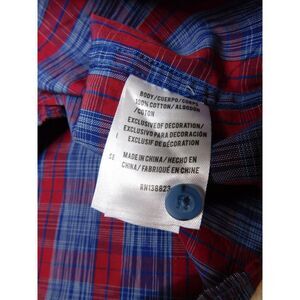 BODY/CUERPO/CORPS
100% COTTON/ALGODON
/COTON
EXCLUSIVE OF DECORATION/
EXCLUSIVO PARA DECORACIÓN
EXCLUSIF DE DÉCORATION
MADE IN CHINA/HECHO EN
CHINA/FABRIQUÉ EN CHINE
RN138823